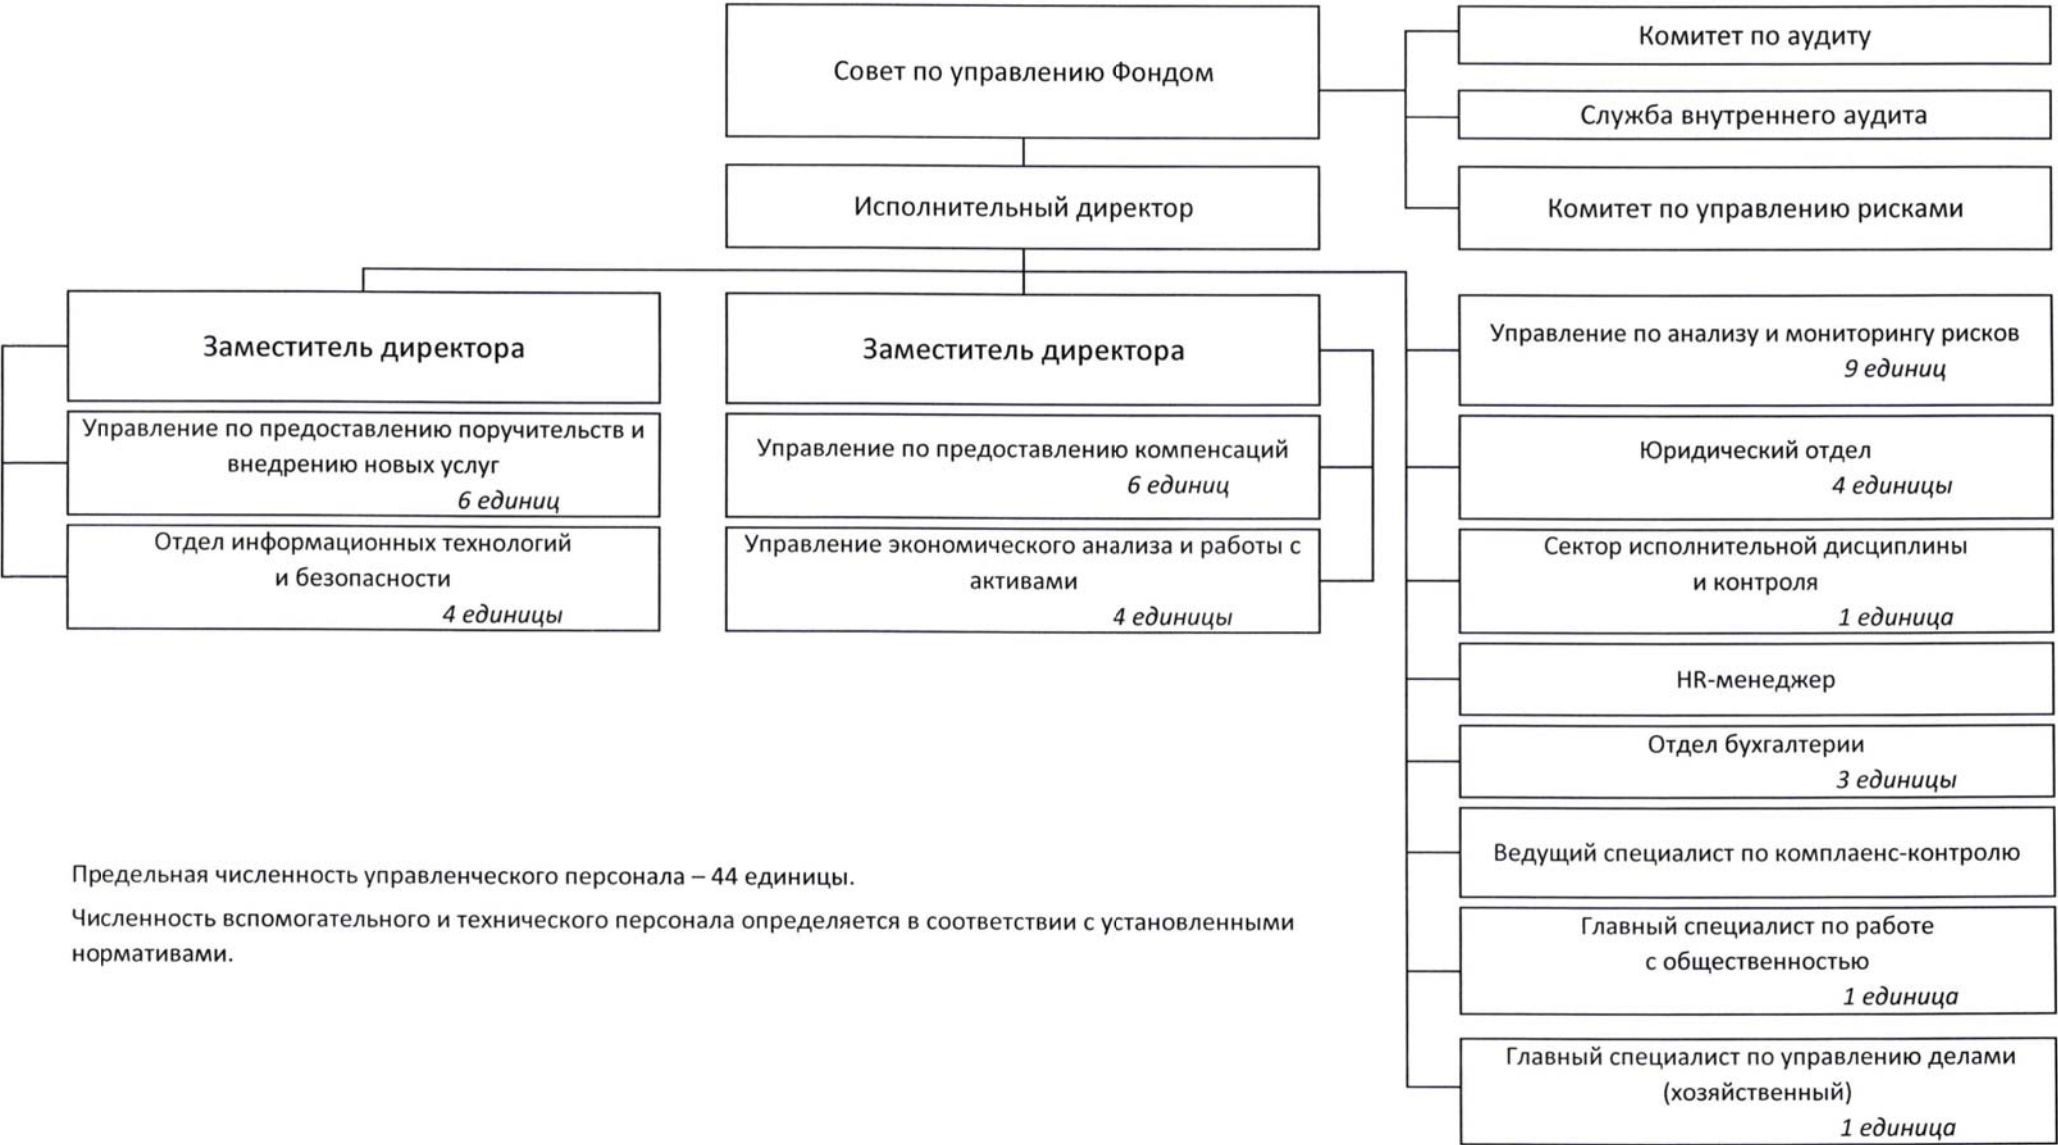 Совет по управлению Фондом
Комитет по аудиту
Служба внутреннего аудита
Комитет по управлению рисками
Исполнительный директор
Заместитель директора
Управление по предоставлению поручительств и
внедрению новых услуг
6 единиц
Отдел информационных технологий
и безопасности
4 единицы
Заместитель директора
Управление по предоставлению компенсаций
6 единиц
Управление экономического анализа и работы с
активами
4 единицы
Управление по анализу и мониторингу рисков
9 единиц
Юридический отдел
4 единицы
Сектор исполнительной дисциплины
и контроля
1 единица
HR-менеджер
Отдел бухгалтерии
3 единицы
Ведущий специалист по комплаенс-контролю
Главный специалист по работе
с общественностью
1 единица
Главный специалист по управлению делами
(хозяйственный)
1 единица
Предельная численность управленческого персонала – 44 единицы.
Численность вспомогательного и технического персонала определяется в соответствии с установленными
нормативами.